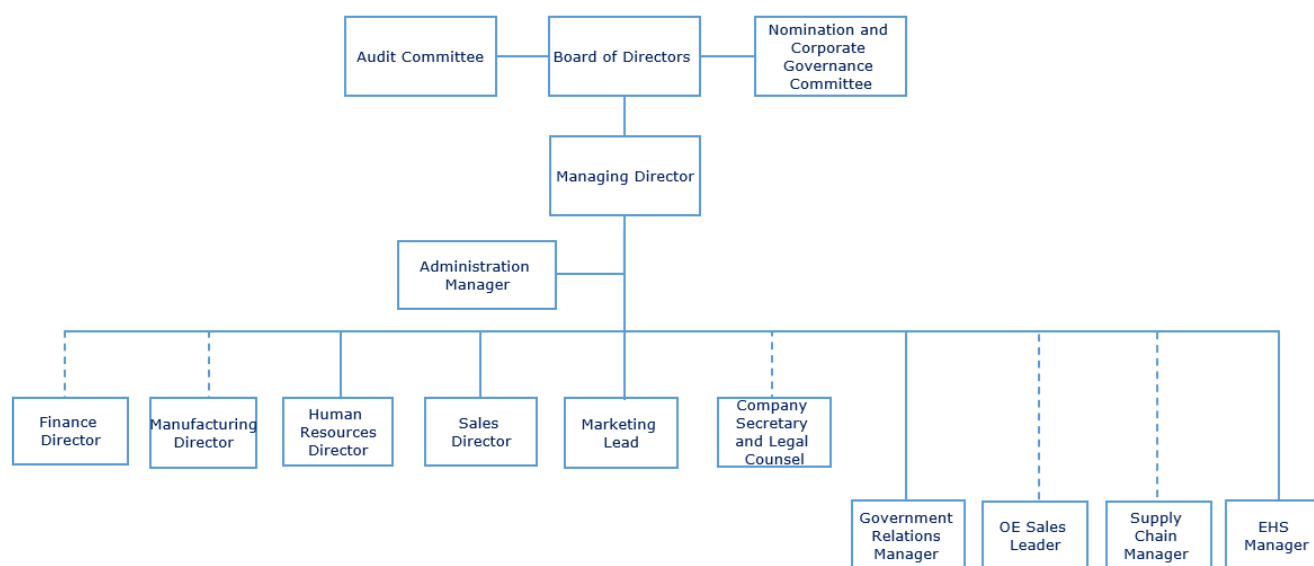 Audit Committee
Board of Directors
Nomination and
Corporate
Governance
Committee
Managing Director
Administration
Manager
Finance
Director
Manufacturing
Director
Human
Resources
Director
Sales
Director
Marketing
Lead
Company
Secretary
and Legal
Counsel
Government
Relations
Manager
OE Sales
Leader
Supply
Chain
Manager
EHS
Manager